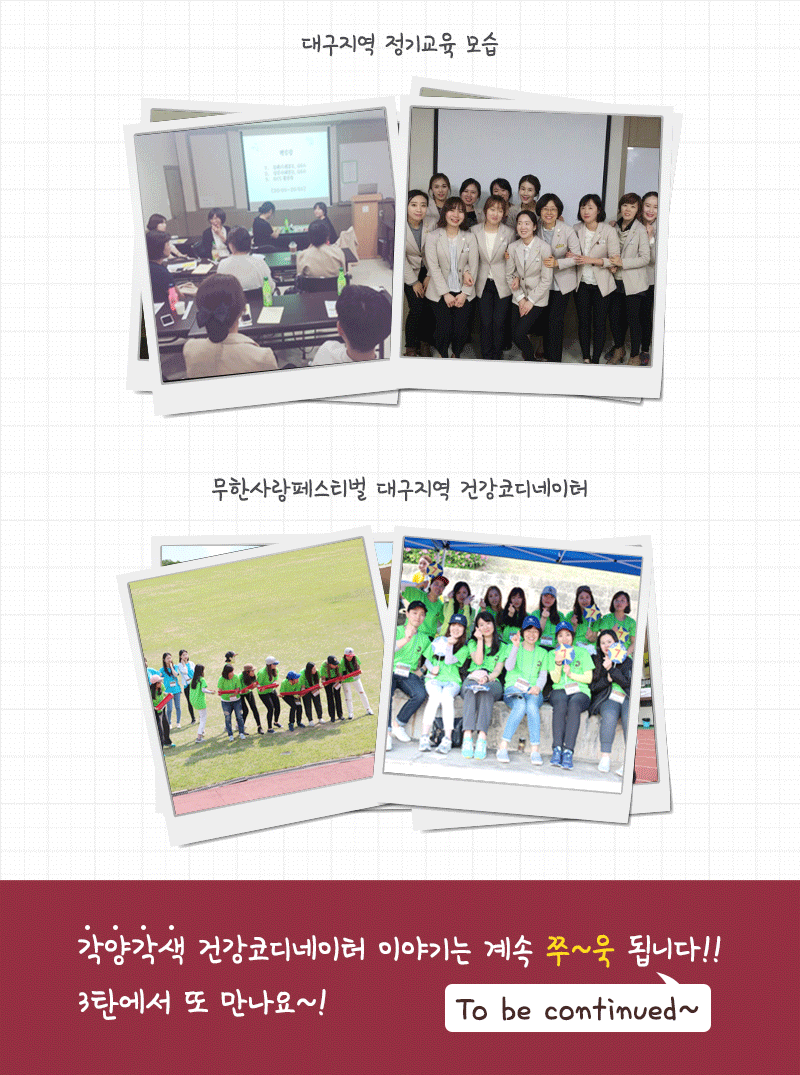 대구지역 정기교육 모습
무한사랑페스티벌 대구지역 건강코디네이터
각양각색 건강코디네이터 이야기는 계속 쭈~욱 됩니다!!
3탄에서 또 만나요~!
To be continued~